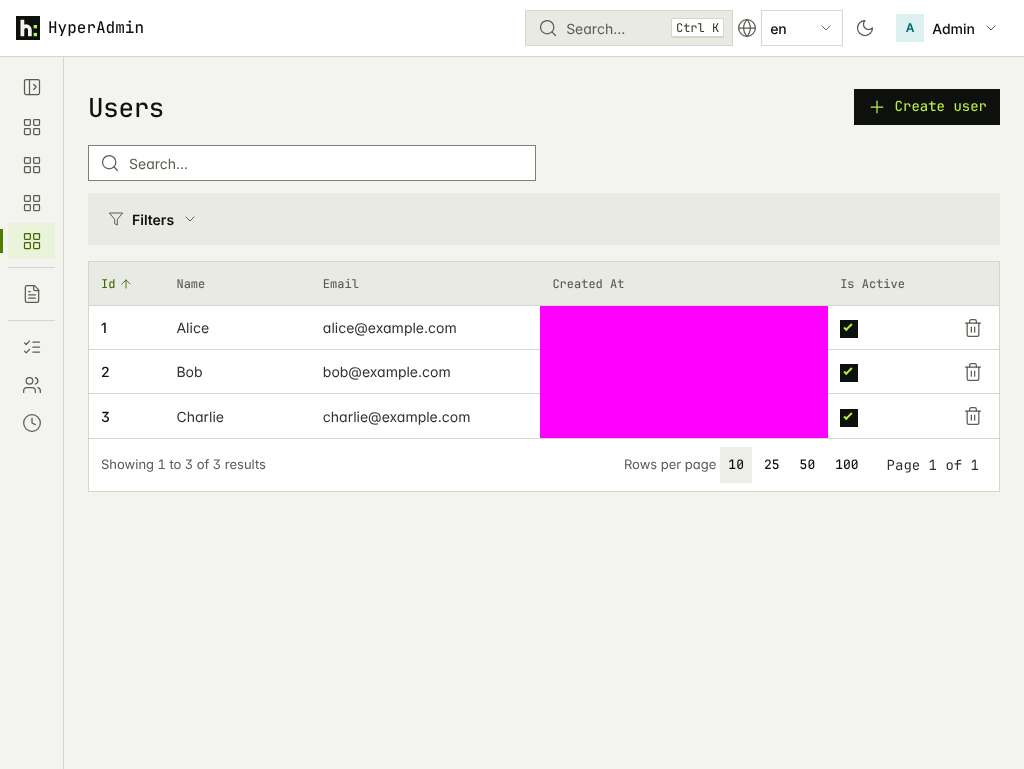 h: HyperAdmin Search... Ctrl K en A Admin
Users
+ Create user
Search...
Filters
Id ↑ Name Email Created At Is Active
1 Alice alice@example.com
2 Bob bob@example.com
3 Charlie charlie@example.com
Showing 1 to 3 of 3 results Rows per page 10 25 50 100 Page 1 of 1